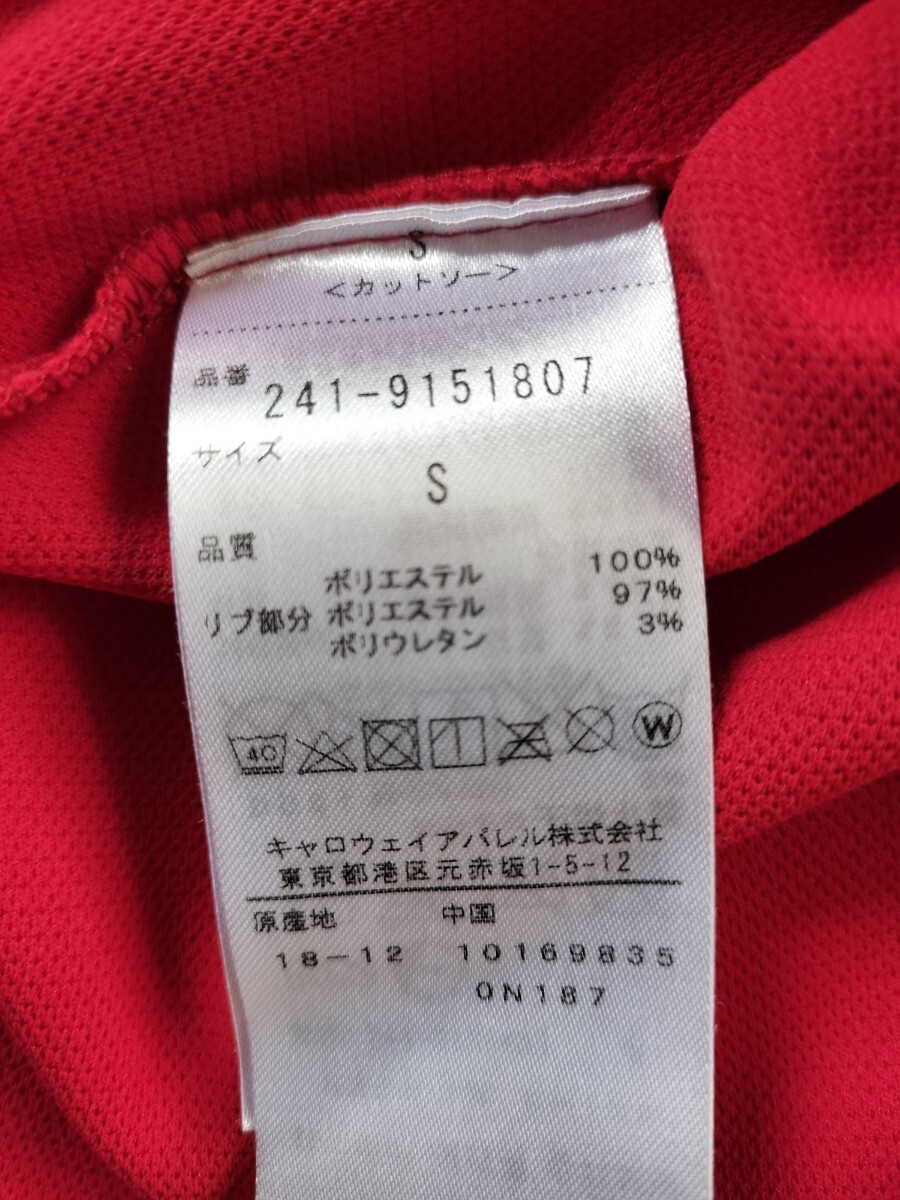 S
<カットソー>
品番 241-9151807
サイズ
S
品質
ポリエステル 100%
リブ部分 ポリエステル 97%
ポリウレタン 3%
40 W
キャロウェイアパレル株式会社
東京都港区元赤坂1-5-12
原産地 中国
18-12 10169835
0N187